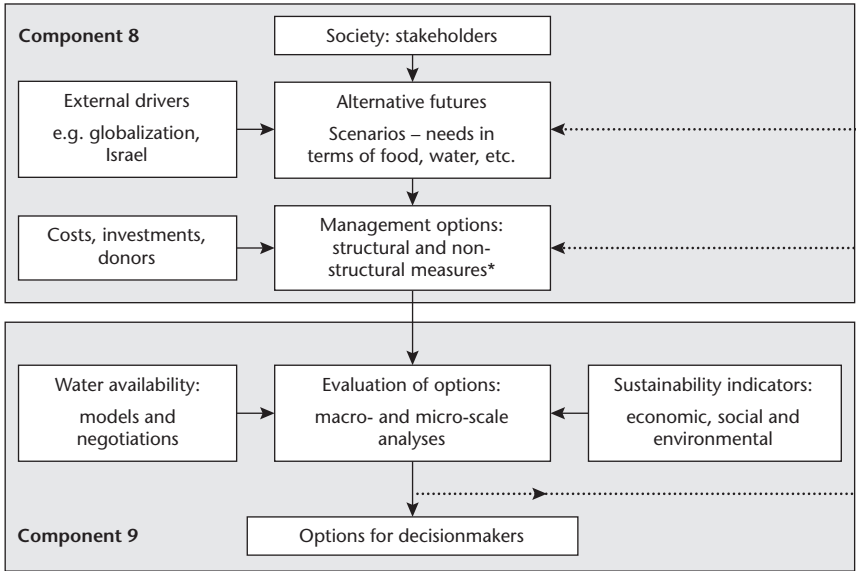 Component 8
Society: stakeholders
External drivers
e.g. globalization,
Israel
Alternative futures
Scenarios – needs in
terms of food, water, etc.
Costs, investments,
donors
Management options:
structural and non-
structural measures*
Water availability:
models and
negotiations
Evaluation of options:
macro- and micro-scale
analyses
Sustainability indicators:
economic, social and
environmental
Component 9
Options for decisionmakers